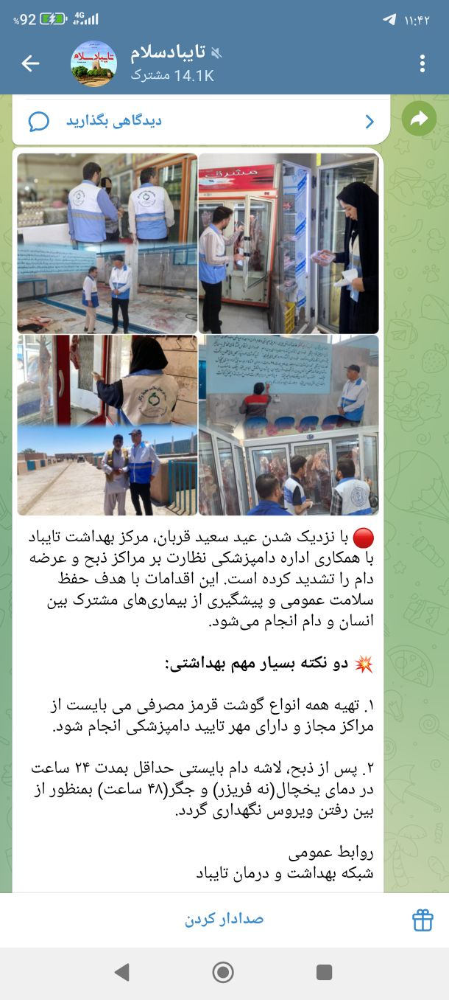 ۱۱:۴۲
4G
%92
تایبادسلام
14.1K مشترک
دیدگاهی بگذارید
مشرق
با نزدیک شدن عید سعید قربان، مرکز بهداشت تایباد
با همکاری اداره دامپزشکی نظارت بر مراکز ذبح و عرضه
دام را تشدید کرده است. این اقدامات با هدف حفظ
سلامت عمومی و پیشگیری از بیماری‌های مشترک بین
انسان و دام انجام می‌شود.
دو نکته بسیار مهم بهداشتی:
۱. تهیه همه انواع گوشت قرمز مصرفی می بایست از
مراکز مجاز و دارای مهر تایید دامپزشکی انجام شود.
۲. پس از ذبح، لاشه دام بایستی حداقل بمدت ۲۴ ساعت
در دمای یخچال(نه فریزر) و جگر(۴۸ ساعت) بمنظور از
بین رفتن ویروس نگهداری گردد.
روابط عمومی
شبکه بهداشت و درمان تایباد
صدادار کردن